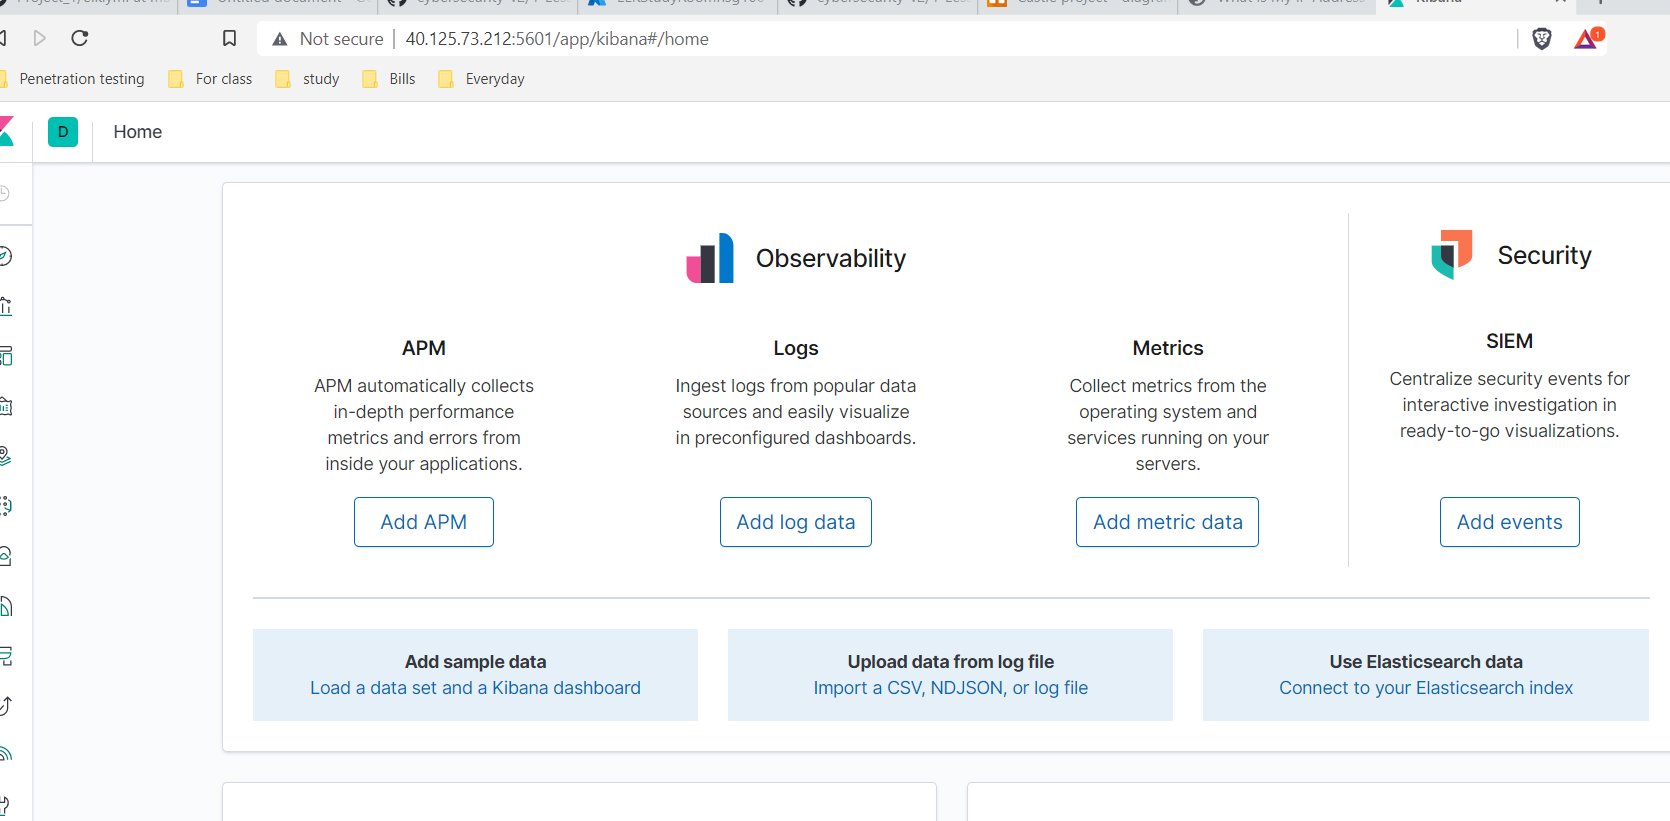 Not secure | 40.125.73.212:5601/app/kibana#/home
1
Penetration testing For class study Bills Everyday
D Home
Observability
Security
APM
APM automatically collects
in-depth performance
metrics and errors from
inside your applications.
Add APM
Logs
Ingest logs from popular data
sources and easily visualize
in preconfigured dashboards.
Add log data
Metrics
Collect metrics from the
operating system and
services running on your
servers.
Add metric data
SIEM
Centralize security events for
interactive investigation in
ready-to-go visualizations.
Add events
Add sample data
Load a data set and a Kibana dashboard
Upload data from log file
Import a CSV, NDJSON, or log file
Use Elasticsearch data
Connect to your Elasticsearch index